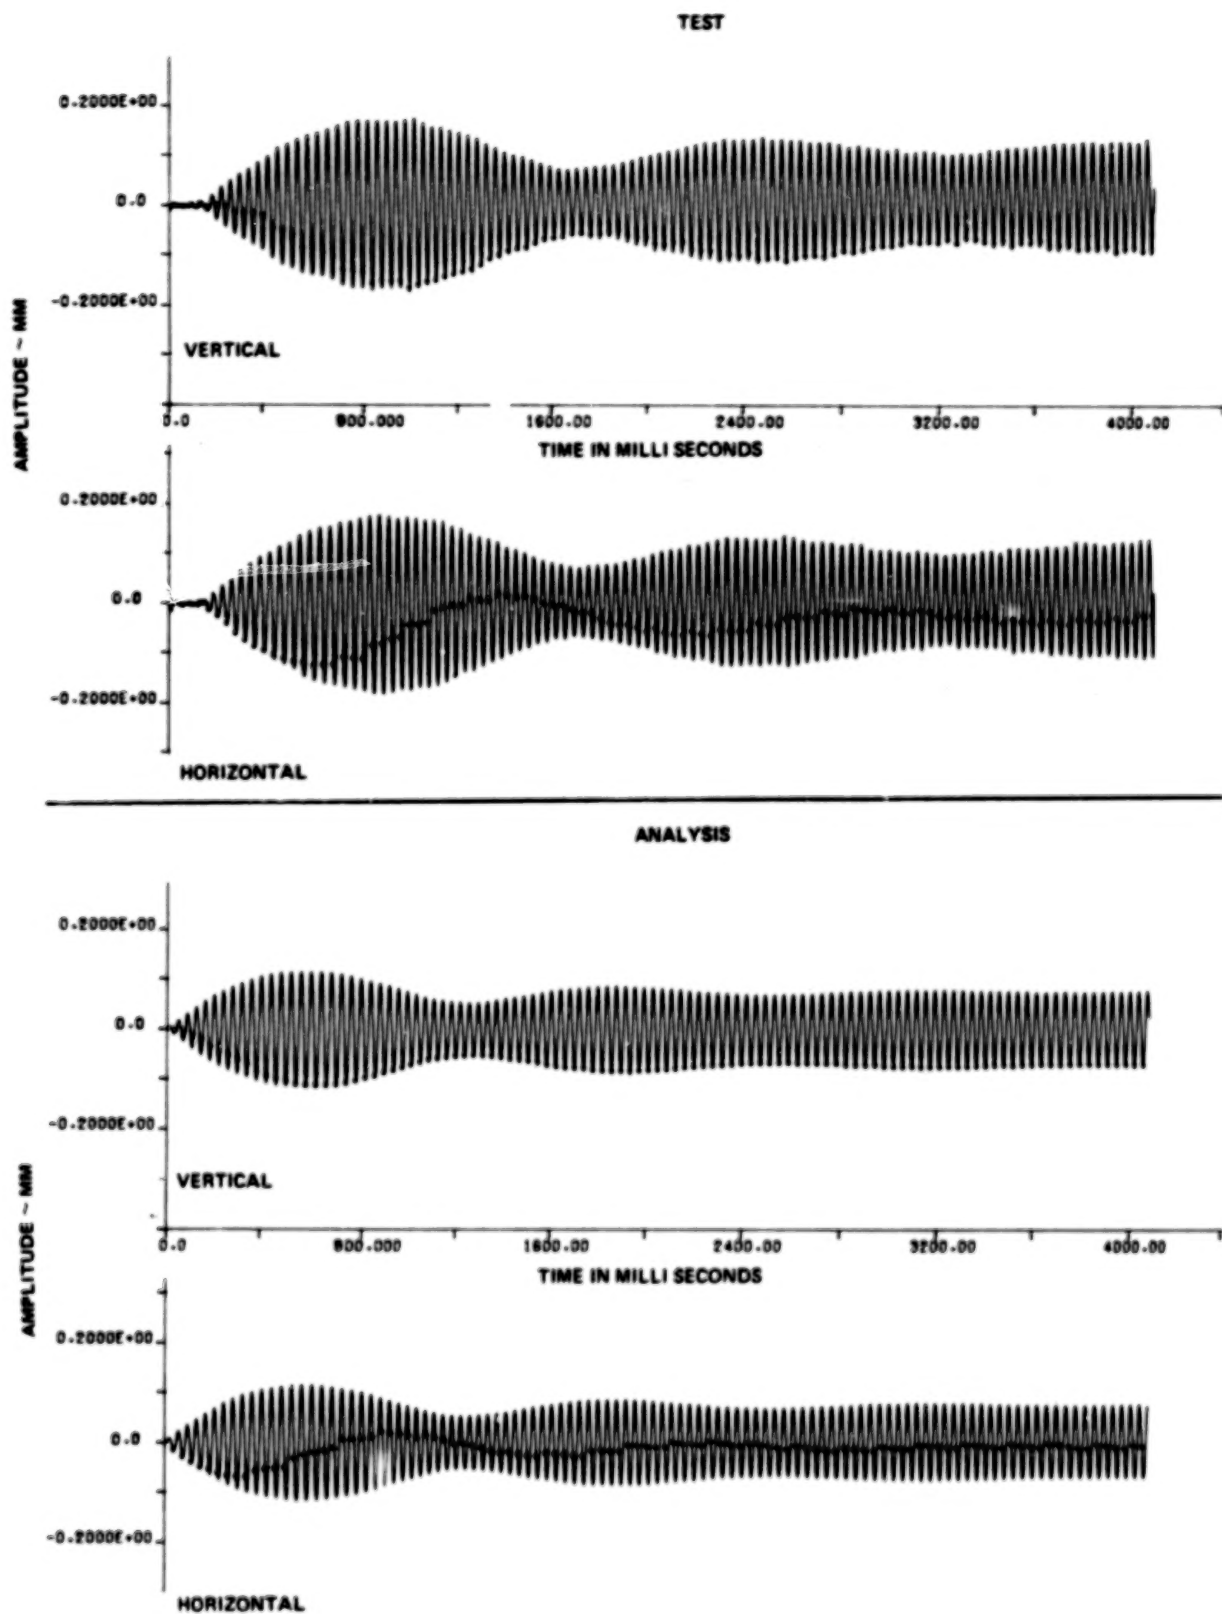 TEST
0.2000E+00
0.0
-0.2000E+00
VERTICAL
AMPLITUDE ~ MM
0.0 800.000 1600.00 2400.00 3200.00 4000.00
TIME IN MILLI SECONDS
0.2000E+00
0.0
-0.2000E+00
HORIZONTAL
ANALYSIS
0.2000E+00
0.0
-0.2000E+00
VERTICAL
AMPLITUDE ~ MM
0.0 800.000 1600.00 2400.00 3200.00 4000.00
TIME IN MILLI SECONDS
0.2000E+00
0.0
-0.2000E+00
HORIZONTAL